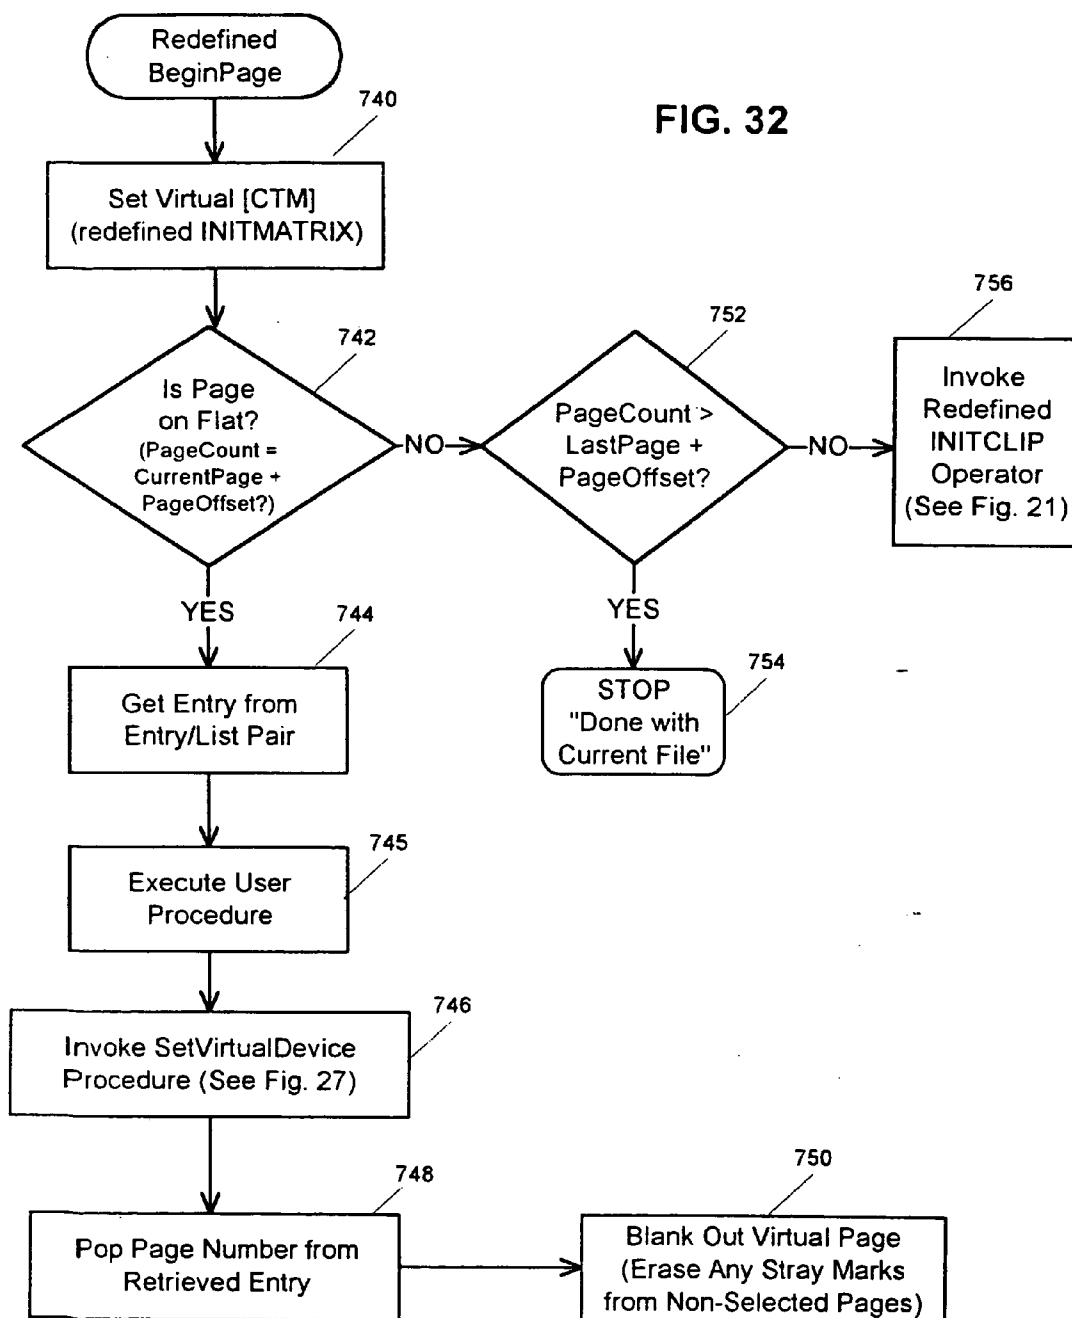 Redefined
BeginPage
FIG. 32
740
Set Virtual [CTM]
(redefined INITMATRIX)
742
Is Page
on Flat?
(PageCount =
CurrentPage +
PageOffset?)
NO
752
PageCount >
LastPage +
PageOffset?
NO
756
Invoke
Redefined
INITCLIP
Operator
(See Fig. 21)
YES
YES
744
Get Entry from
Entry/List Pair
754
STOP
"Done with
Current File"
745
Execute User
Procedure
746
Invoke SetVirtualDevice
Procedure (See Fig. 27)
748
Pop Page Number from
Retrieved Entry
750
Blank Out Virtual Page
(Erase Any Stray Marks
from Non-Selected Pages)